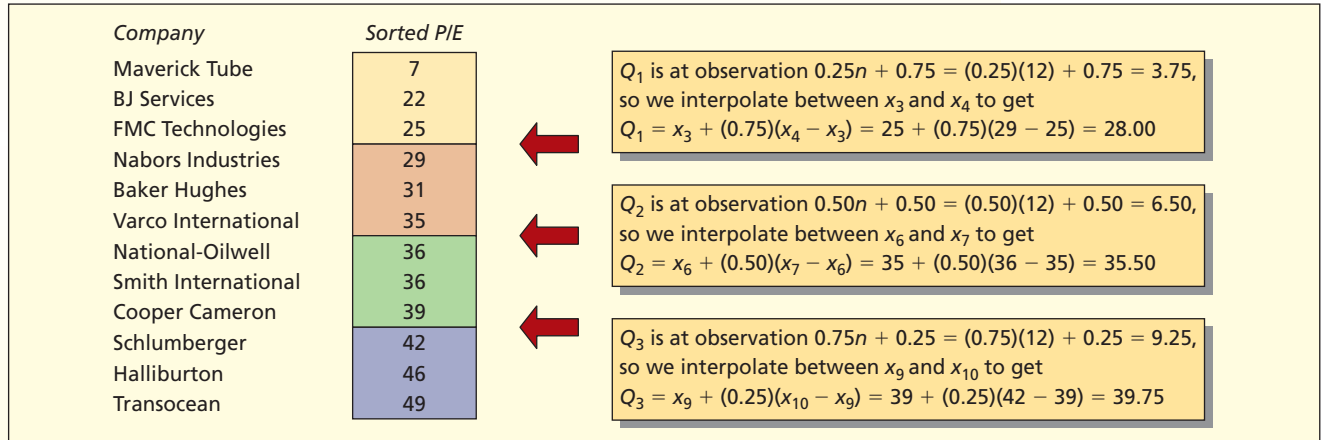 Company Sorted P/E
Maverick Tube 7
BJ Services 22
FMC Technologies 25
Nabors Industries 29
Baker Hughes 31
Varco International 35
National-Oilwell 36
Smith International 36
Cooper Cameron 39
Schlumberger 42
Halliburton 46
Transocean 49
Q1 is at observation 0.25n + 0.75 = (0.25)(12) + 0.75 = 3.75,
so we interpolate between x3 and x4 to get
Q1 = x3 + (0.75)(x4 − x3) = 25 + (0.75)(29 − 25) = 28.00
Q2 is at observation 0.50n + 0.50 = (0.50)(12) + 0.50 = 6.50,
so we interpolate between x6 and x7 to get
Q2 = x6 + (0.50)(x7 − x6) = 35 + (0.50)(36 − 35) = 35.50
Q3 is at observation 0.75n + 0.25 = (0.75)(12) + 0.25 = 9.25,
so we interpolate between x9 and x10 to get
Q3 = x9 + (0.25)(x10 − x9) = 39 + (0.25)(42 − 39) = 39.75